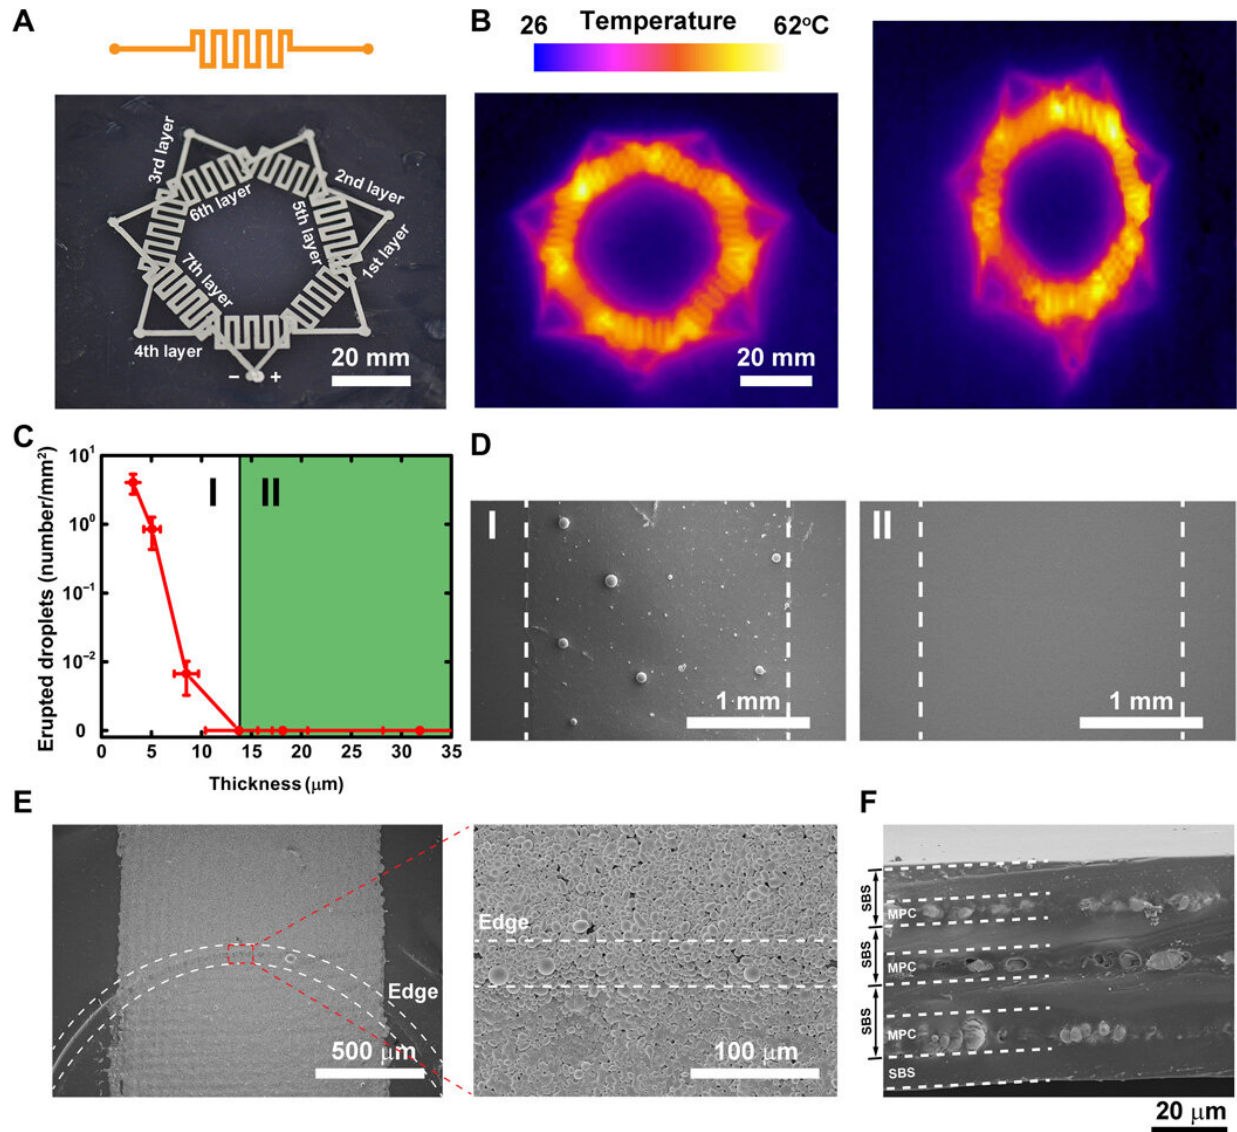 A
3rd layer
6th layer
2nd layer
5th layer
1st layer
7th layer
4th layer
− +
20 mm
B
Temperature
26
62°C
20 mm
C
Erupted droplets (number/mm²)
10¹
10⁰
10⁻¹
10⁻²
0
I
II
0 5 10 15 20 25 30 35
Thickness (μm)
D
I
1 mm
II
1 mm
E
Edge
500 μm
Edge
100 μm
F
SBS
MPC
SBS
MPC
SBS
MPC
SBS
20 μm